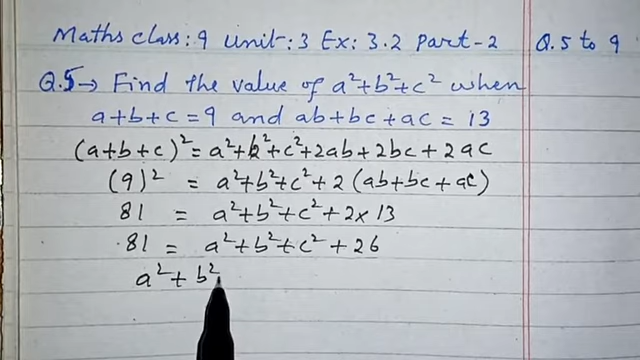 Maths class: 9 Unit: 3 Ex: 3.2 Part-2 Q.5 to 9
Q.5→ Find the value of a²+b²+c² when
a+b+c = 9 and ab+bc+ac = 13
(a+b+c)² = a²+b²+c²+2ab+2bc+2ac
(9)² = a²+b²+c²+2(ab+bc+ac)
81 = a²+b²+c²+2×13
81 = a²+b²+c²+26
a²+b²